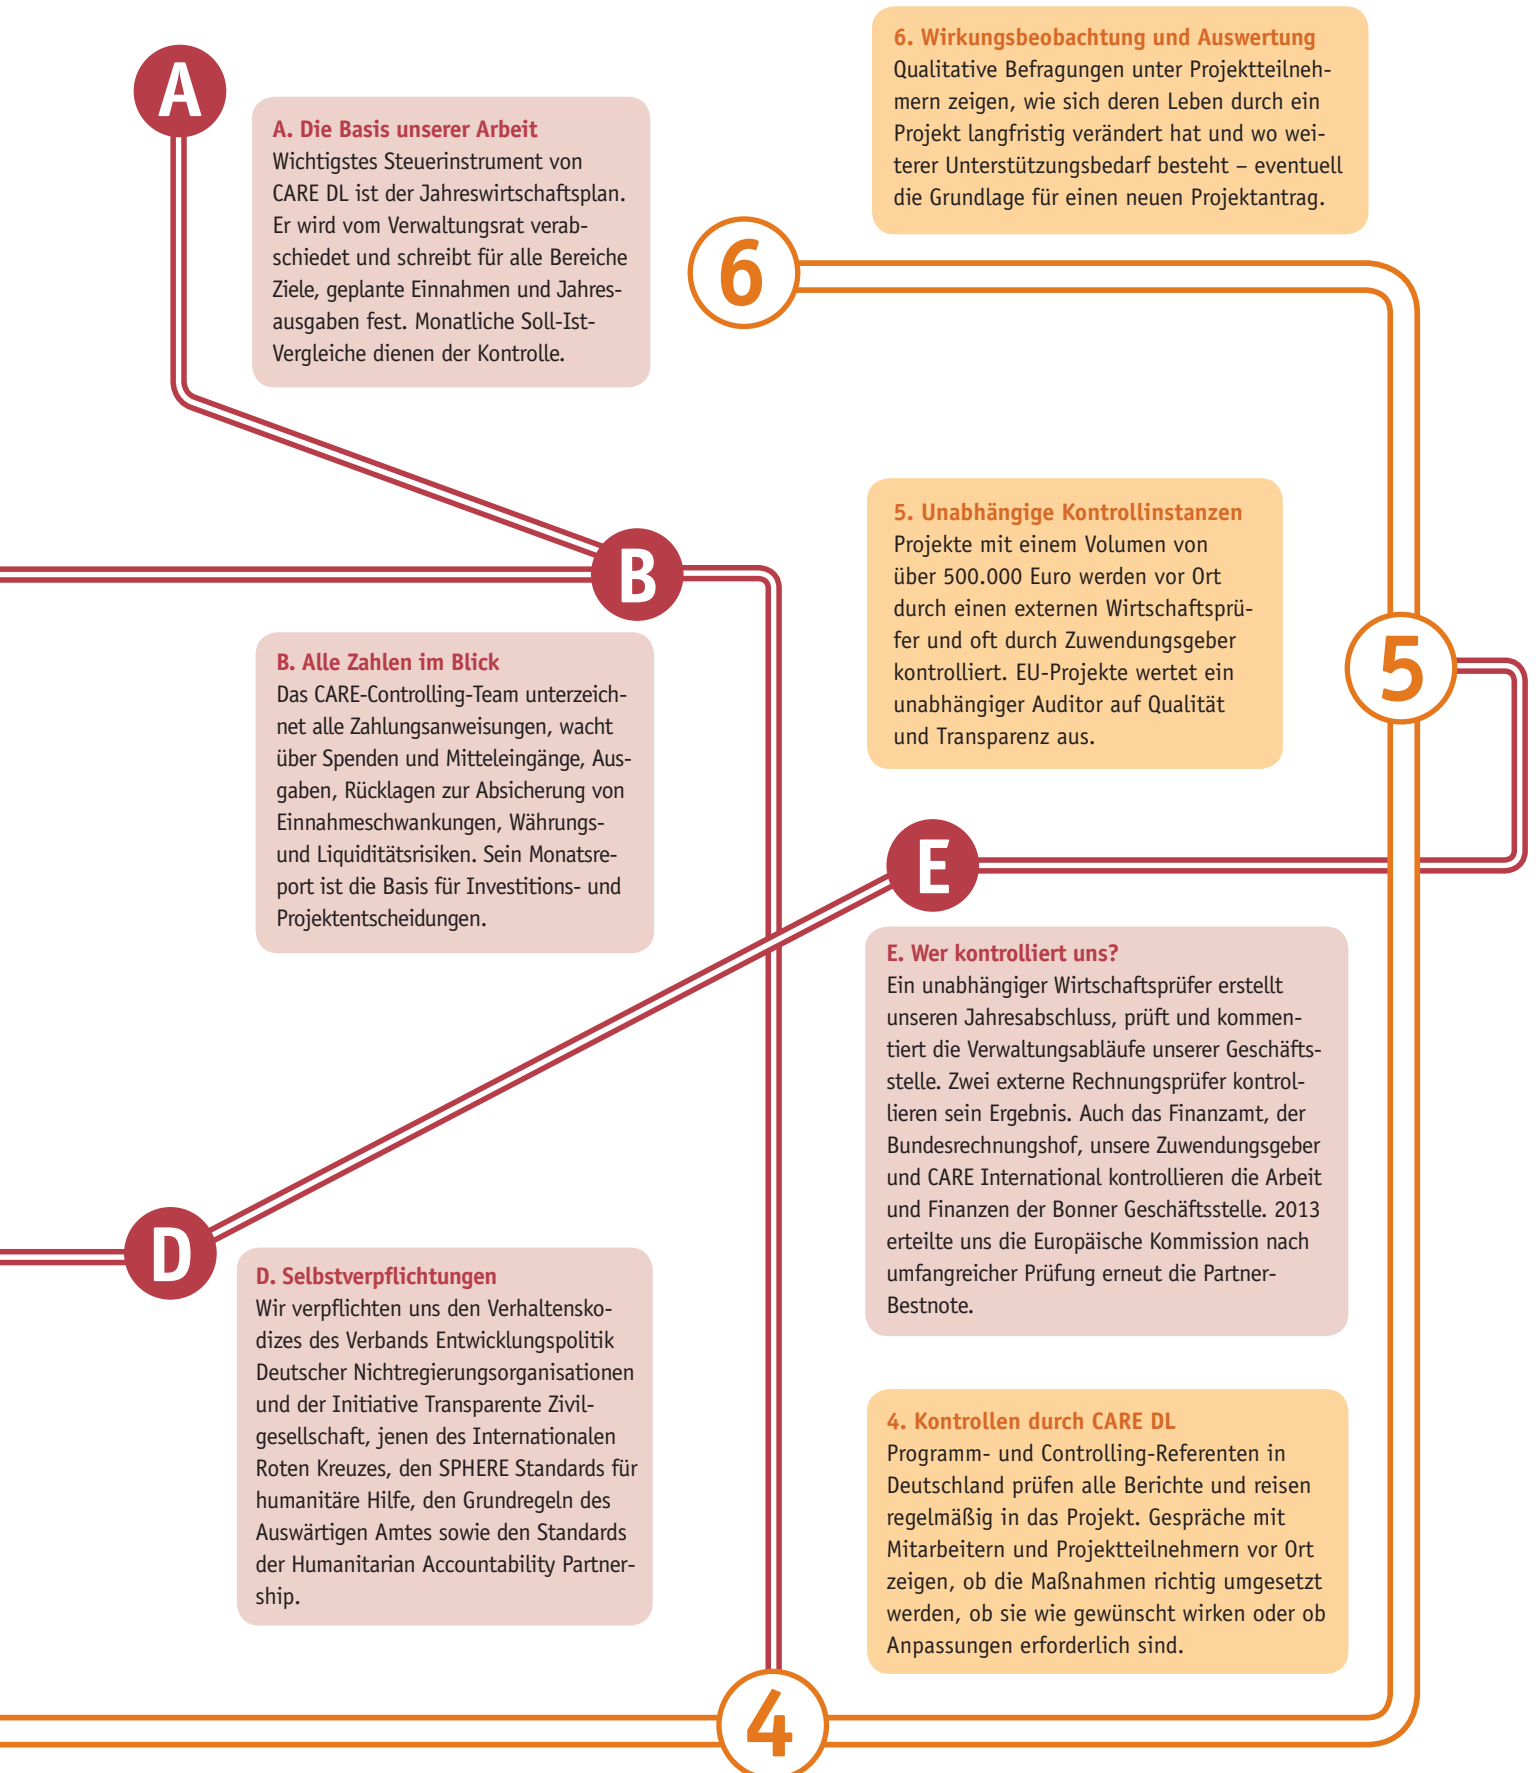 A
A. Die Basis unserer Arbeit
Wichtigstes Steuerinstrument von
CARE DL ist der Jahreswirtschaftsplan.
Er wird vom Verwaltungsrat verab-
schiedet und schreibt für alle Bereiche
Ziele, geplante Einnahmen und Jahres-
ausgaben fest. Monatliche Soll-Ist-
Vergleiche dienen der Kontrolle.
B
B. Alle Zahlen im Blick
Das CARE-Controlling-Team unterzeich-
net alle Zahlungsanweisungen, wacht
über Spenden und Mitteleingänge, Aus-
gaben, Rücklagen zur Absicherung von
Einnahmeschwankungen, Währungs-
und Liquiditätsrisiken. Sein Monatsre-
port ist die Basis für Investitions- und
Projektentscheidungen.
D
D. Selbstverpflichtungen
Wir verpflichten uns den Verhaltensko-
dizes des Verbands Entwicklungspolitik
Deutscher Nichtregierungsorganisationen
und der Initiative Transparente Zivil-
gesellschaft, jenen des Internationalen
Roten Kreuzes, den SPHERE Standards für
humanitäre Hilfe, den Grundregeln des
Auswärtigen Amtes sowie den Standards
der Humanitarian Accountability Partner-
ship.
6. Wirkungsbeobachtung und Auswertung
Qualitative Befragungen unter Projektteilneh-
mern zeigen, wie sich deren Leben durch ein
Projekt langfristig verändert hat und wo wei-
terer Unterstützungsbedarf besteht – eventuell
die Grundlage für einen neuen Projektantrag.
6
5. Unabhängige Kontrollinstanzen
Projekte mit einem Volumen von
über 500.000 Euro werden vor Ort
durch einen externen Wirtschaftsprü-
fer und oft durch Zuwendungsgeber
kontrolliert. EU-Projekte wertet ein
unabhängiger Auditor auf Qualität
und Transparenz aus.
5
E
E. Wer kontrolliert uns?
Ein unabhängiger Wirtschaftsprüfer erstellt
unseren Jahresabschluss, prüft und kommen-
tiert die Verwaltungsabläufe unserer Geschäfts-
stelle. Zwei externe Rechnungsprüfer kontrol-
lieren sein Ergebnis. Auch das Finanzamt, der
Bundesrechnungshof, unsere Zuwendungsgeber
und CARE International kontrollieren die Arbeit
und Finanzen der Bonner Geschäftsstelle. 2013
erteilte uns die Europäische Kommission nach
umfangreicher Prüfung erneut die Partner-
Bestnote.
4. Kontrollen durch CARE DL
Programm- und Controlling-Referenten in
Deutschland prüfen alle Berichte und reisen
regelmäßig in das Projekt. Gespräche mit
Mitarbeitern und Projektteilnehmern vor Ort
zeigen, ob die Maßnahmen richtig umgesetzt
werden, ob sie wie gewünscht wirken oder ob
Anpassungen erforderlich sind.
4